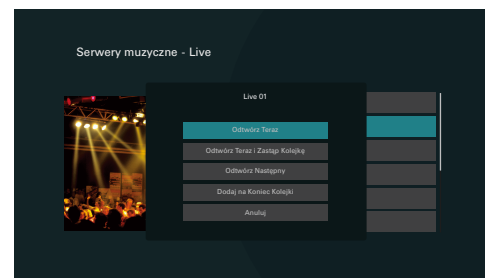 Serwery muzyczne - Live
Live 01
Odtwórz Teraz
Odtwórz Teraz i Zastąp Kolejkę
Odtwórz Następny
Dodaj na Koniec Kolejki
Anuluj